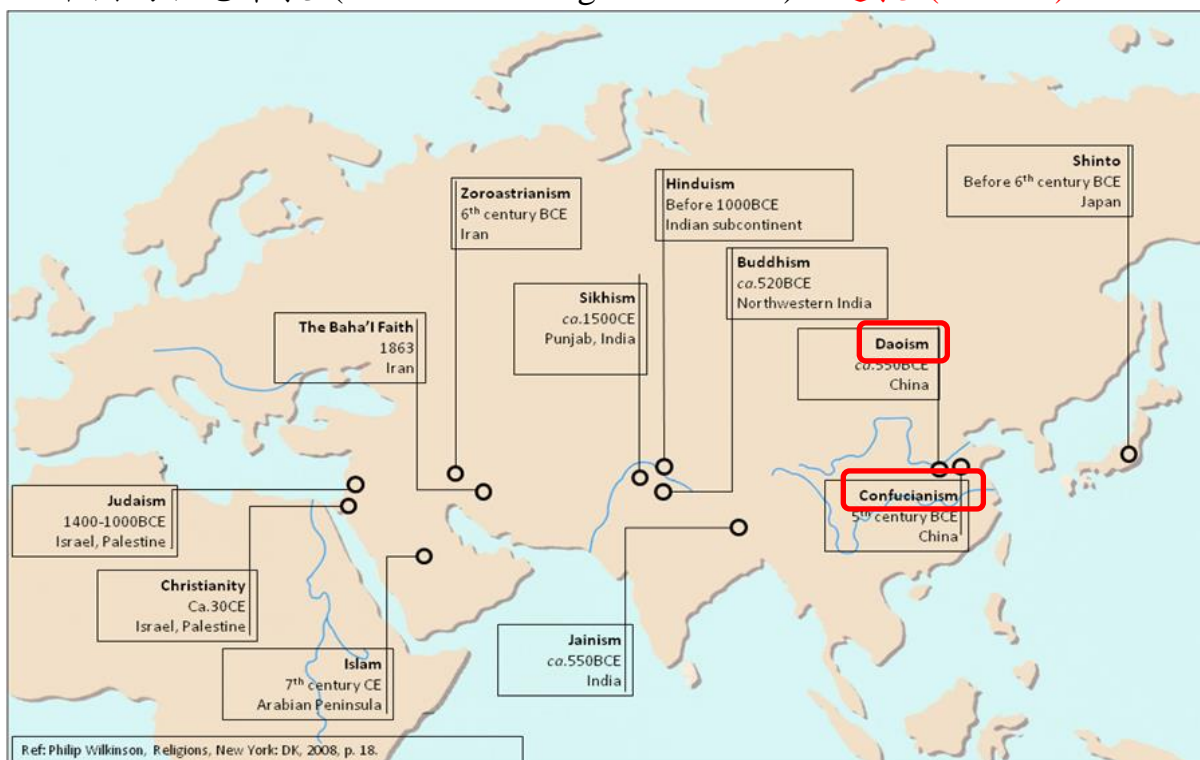 Zoroastrianism
6th century BCE
Iran
Hinduism
Before 1000BCE
Indian subcontinent
Shinto
Before 6th century BCE
Japan
Buddhism
ca.520BCE
Northwestern India
Sikhism
ca.1500CE
Punjab, India
The Baha'I Faith
1863
Iran
Daoism
ca.550BCE
China
Judaism
1400-1000BCE
Israel, Palestine
Confucianism
5th century BCE
China
Christianity
Ca.30CE
Israel, Palestine
Islam
7th century CE
Arabian Peninsula
Jainism
ca.550BCE
India
Ref: Philip Wilkinson, Religions, New York: DK, 2008, p. 18.